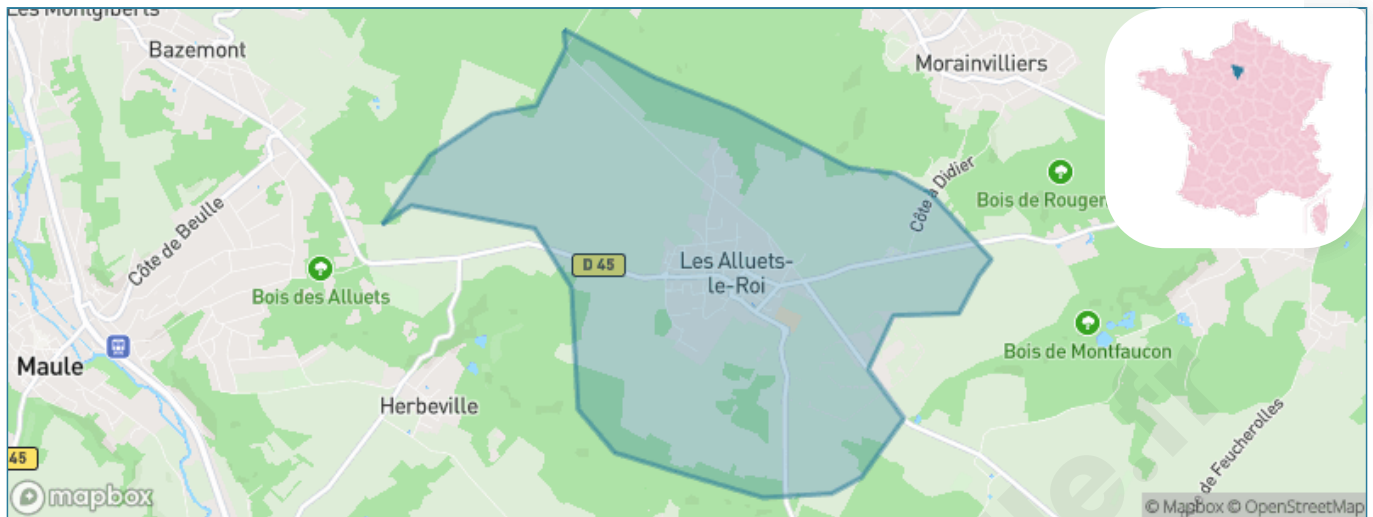 Les Montgiberts
Bazemont
Morainvilliers
Côte à Didier
Bois de Rouge
Côte de Beulle
D 45
Les Alluets-
le-Roi
Bois des Alluets
Bois de Montfaucon
Maule
Herbeville
de Feucherolles
45
mapbox
© Mapbox © OpenStreetMap